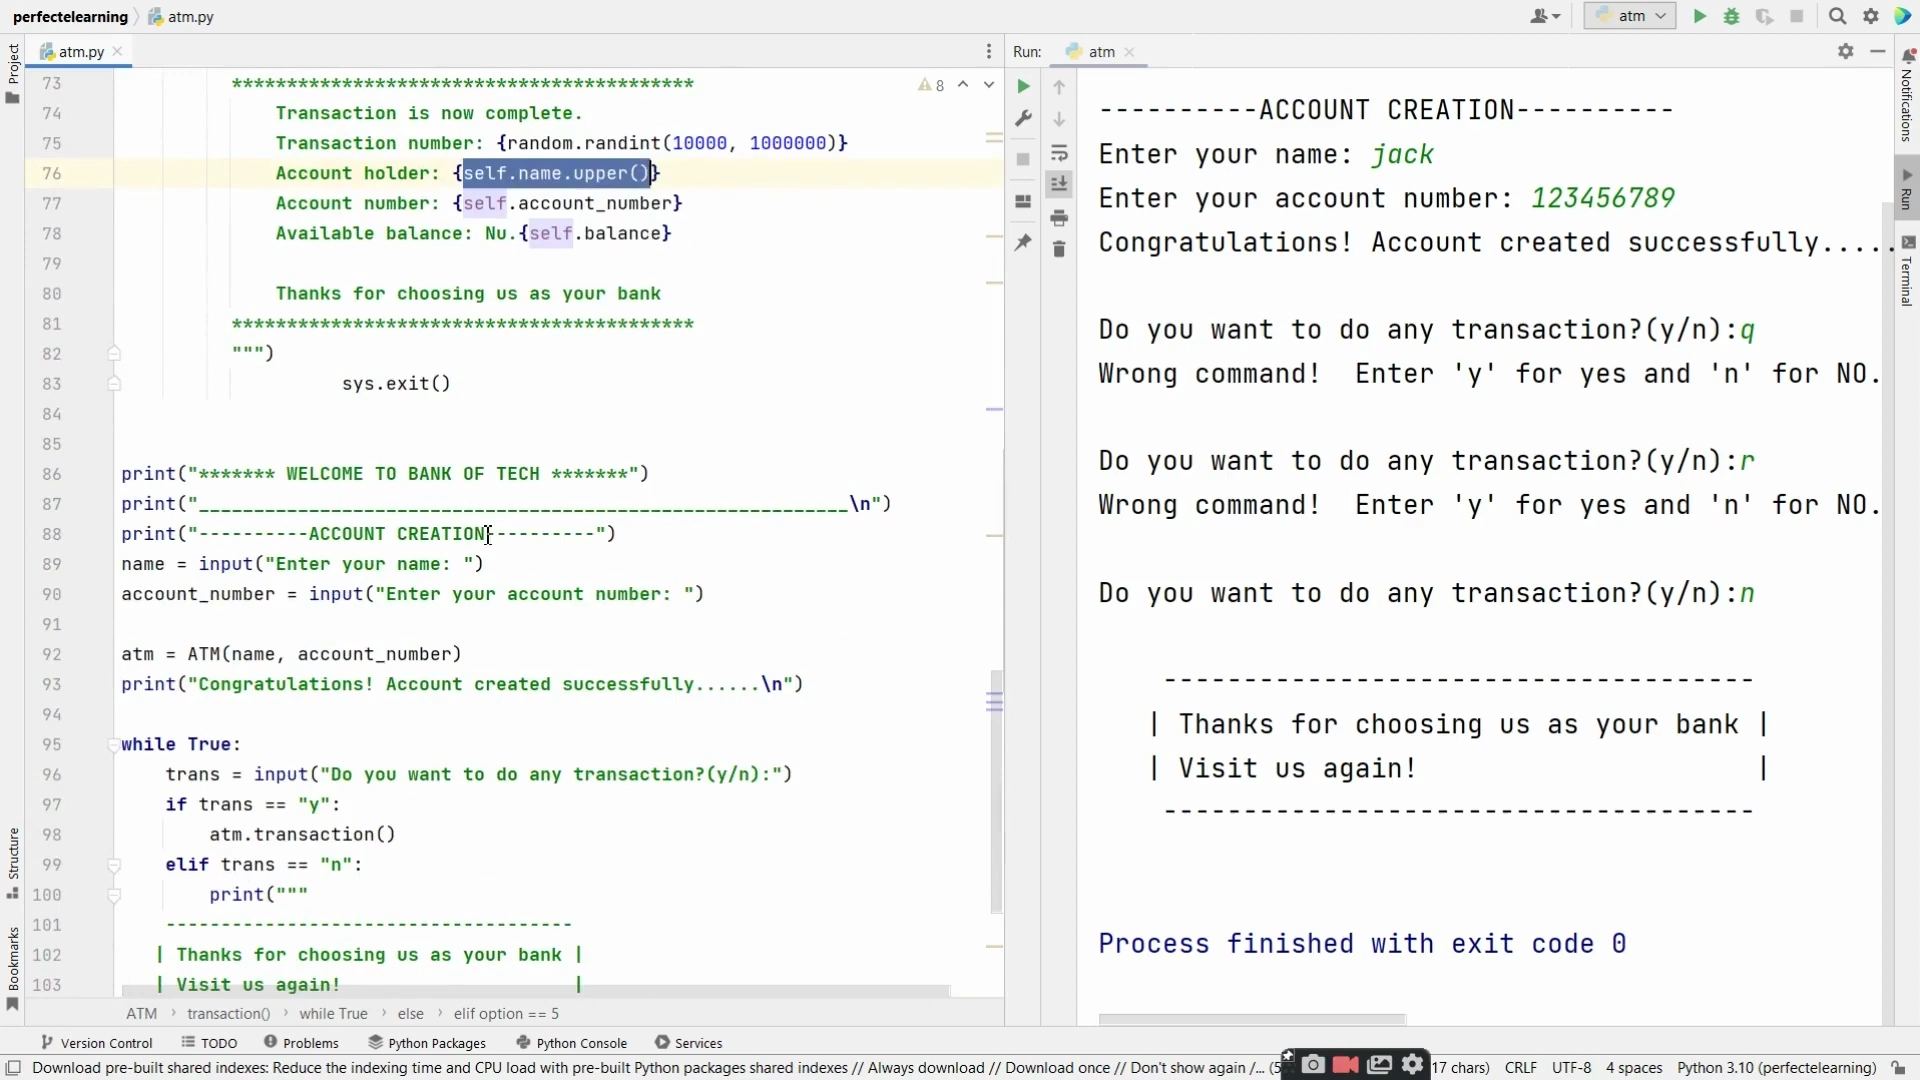 perfectelearning atm.py
atm
atm.py
Run: atm
Project
Structure
Bookmarks
Notifications
Run
Terminal
8
73 ******************************************
74 Transaction is now complete.
75 Transaction number: {random.randint(10000, 1000000)}
76 Account holder: {self.name.upper()}
77 Account number: {self.account_number}
78 Available balance: Nu.{self.balance}
79
80 Thanks for choosing us as your bank
81 ******************************************
82 """)
83 sys.exit()
84
85
86 print("******* WELCOME TO BANK OF TECH *******")
87 print("___________________________________________________________\n")
88 print("----------ACCOUNT CREATION----------")
89 name = input("Enter your name: ")
90 account_number = input("Enter your account number: ")
91
92 atm = ATM(name, account_number)
93 print("Congratulations! Account created successfully......\n")
94
95 while True:
96 trans = input("Do you want to do any transaction?(y/n):")
97 if trans == "y":
98 atm.transaction()
99 elif trans == "n":
100 print("""
101 -------------------------------------
102 | Thanks for choosing us as your bank |
103 | Visit us again! |
ATM › transaction() › while True › else › elif option == 5
----------ACCOUNT CREATION----------
Enter your name: jack
Enter your account number: 123456789
Congratulations! Account created successfully.....
Do you want to do any transaction?(y/n):q
Wrong command!  Enter 'y' for yes and 'n' for NO.
Do you want to do any transaction?(y/n):r
Wrong command!  Enter 'y' for yes and 'n' for NO.
Do you want to do any transaction?(y/n):n
-------------------------------------
| Thanks for choosing us as your bank |
| Visit us again! |
-------------------------------------
Process finished with exit code 0
Version Control TODO Problems Python Packages Python Console Services
Download pre-built shared indexes: Reduce the indexing time and CPU load with pre-built Python packages shared indexes // Always download // Download once // Don't show again /... (5 17 chars) CRLF UTF-8 4 spaces Python 3.10 (perfectelearning)